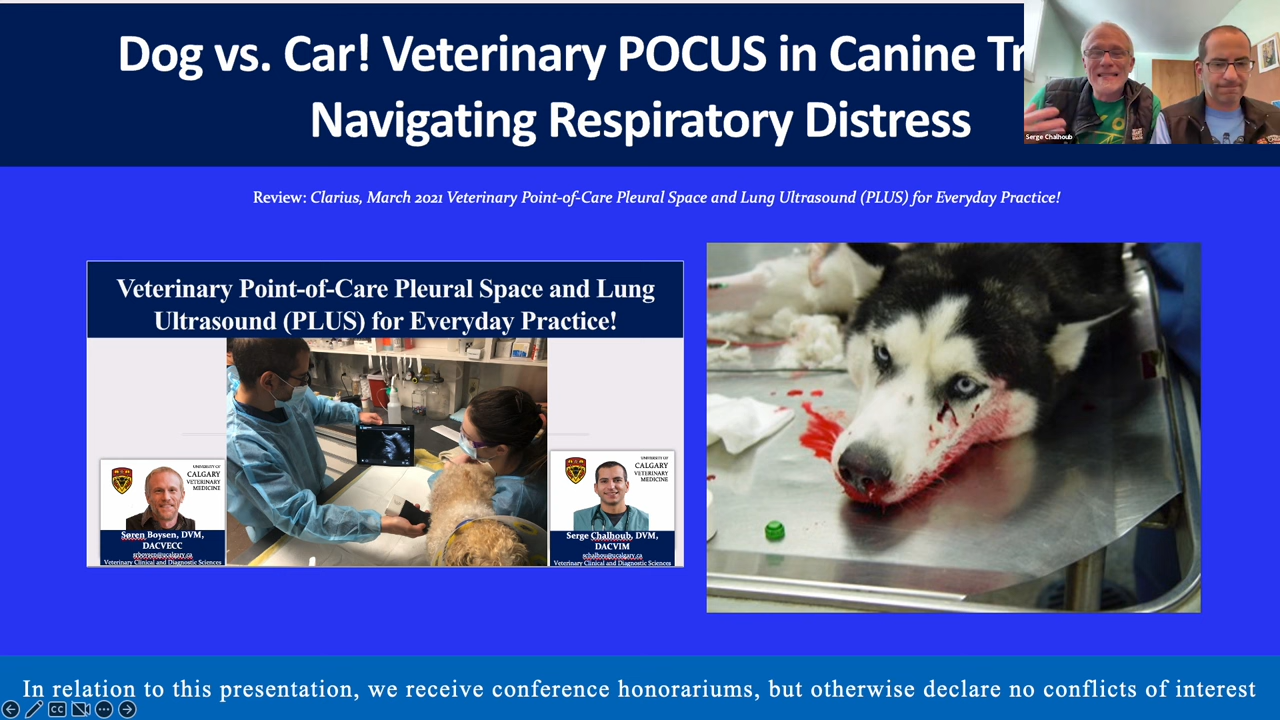 Dog vs. Car! Veterinary POCUS in Canine Tr
Navigating Respiratory Distress
Serge Chalhoub
Review: Clarius, March 2021 Veterinary Point-of-Care Pleural Space and Lung Ultrasound (PLUS) for Everyday Practice!
Veterinary Point-of-Care Pleural Space and Lung
Ultrasound (PLUS) for Everyday Practice!
UNIVERSITY OF
CALGARY
VETERINARY
MEDICINE
Søren Boysen, DVM,
DACVECC
srboysen@ucalgary.ca
Veterinary Clinical and Diagnostic Sciences
UNIVERSITY OF
CALGARY
VETERINARY
MEDICINE
Serge Chalhoub, DVM,
DACVIM
schalhou@ucalgary.ca
Veterinary Clinical and Diagnostic Sciences
In relation to this presentation, we receive conference honorariums, but otherwise declare no conflicts of interest
CC